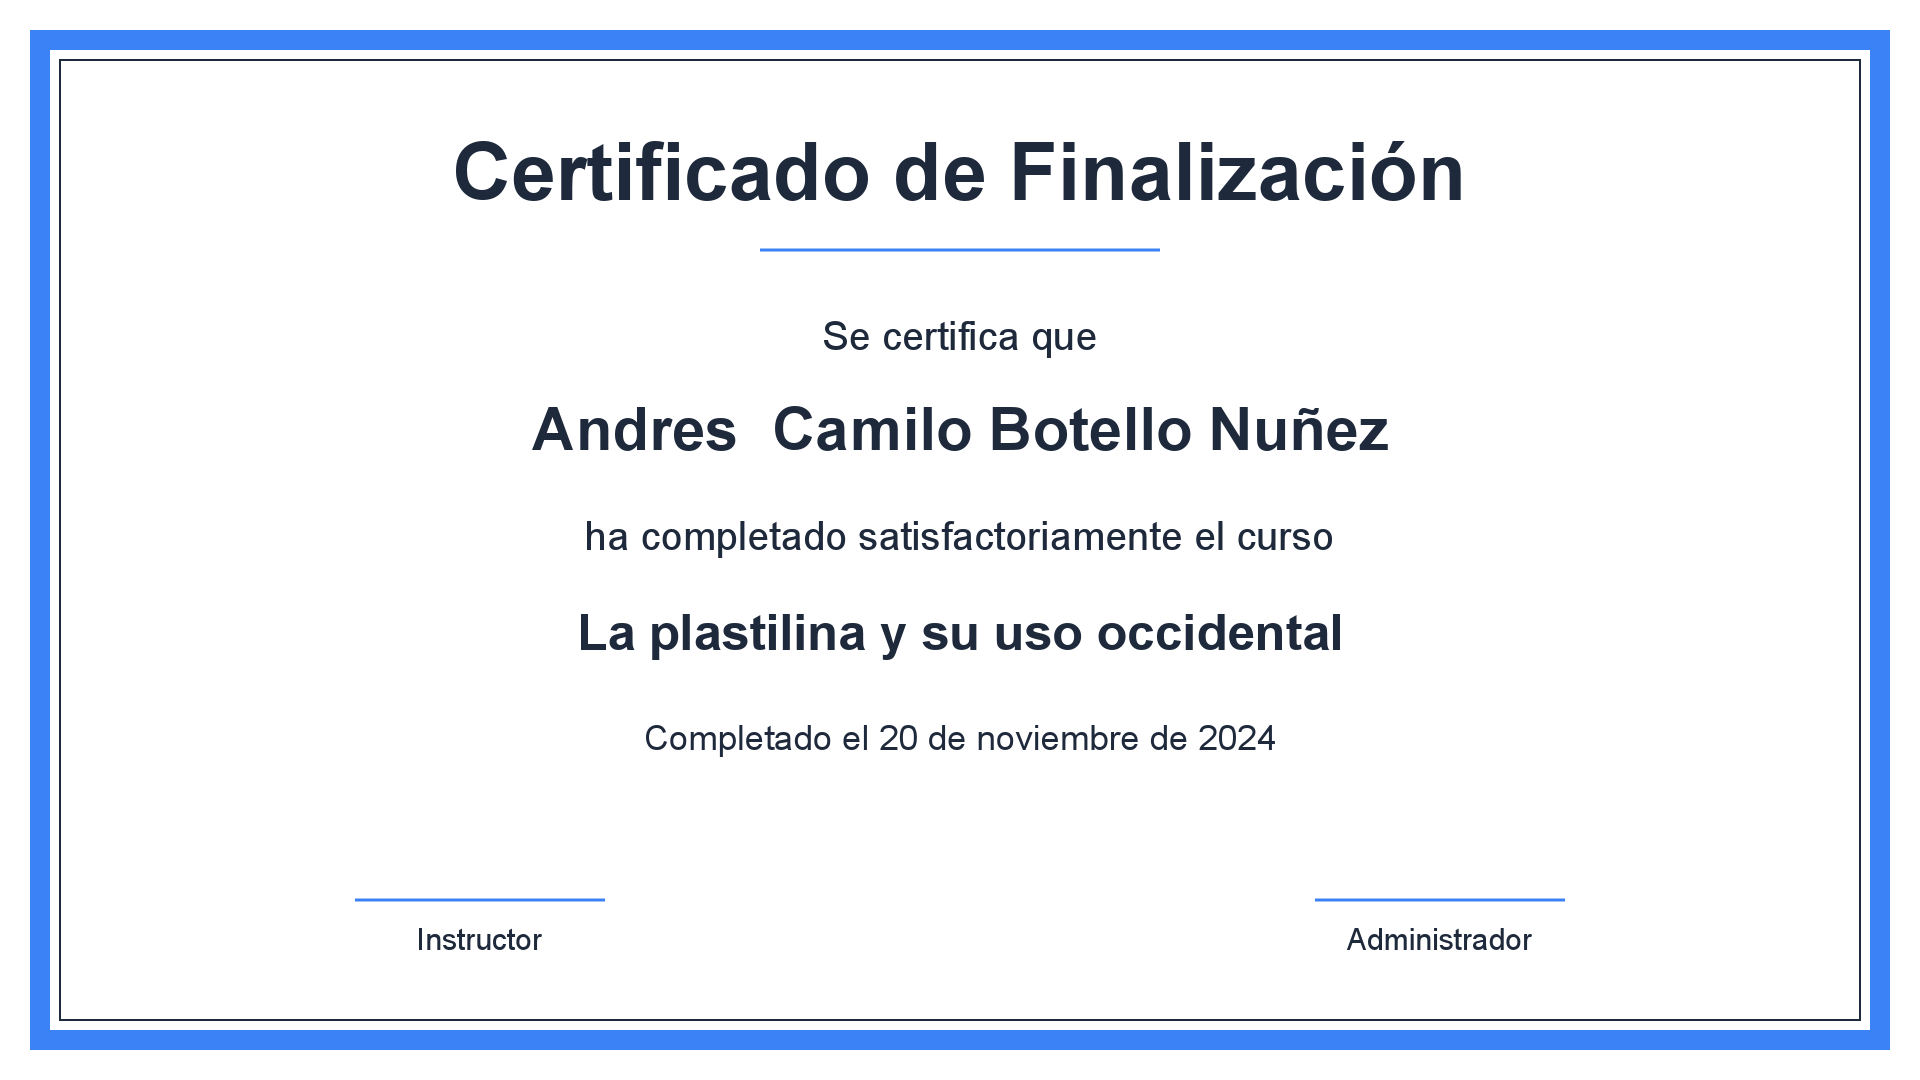 Certificado de Finalización
Se certifica que
Andres  Camilo Botello Nuñez
ha completado satisfactoriamente el curso
La plastilina y su uso occidental
Completado el 20 de noviembre de 2024
Instructor
Administrador